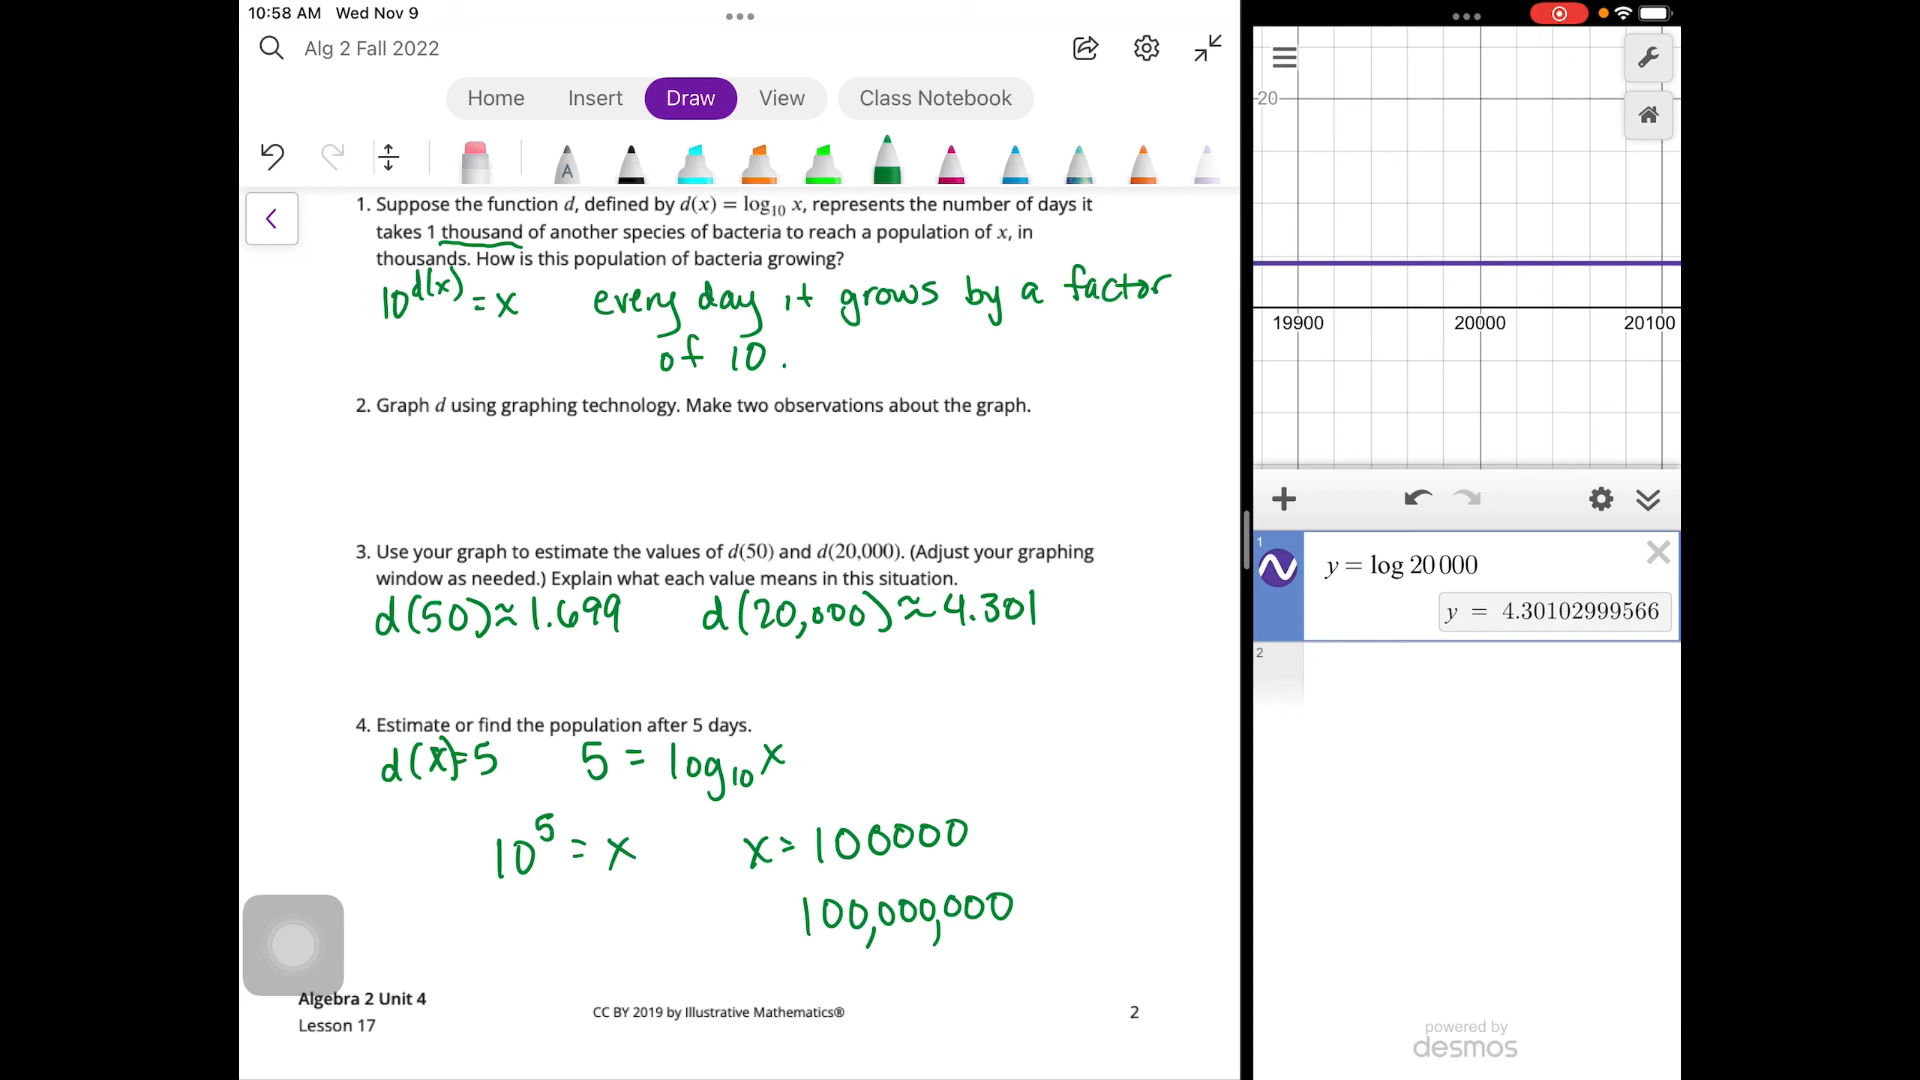 10:58 AM Wed Nov 9
Alg 2 Fall 2022
Home Insert Draw View Class Notebook
A
1. Suppose the function d, defined by d(x) = log₁₀ x, represents the number of days it
takes 1 thousand of another species of bacteria to reach a population of x, in
thousands. How is this population of bacteria growing?
10^d(x) = x every day it grows by a factor
of 10.
2. Graph d using graphing technology. Make two observations about the graph.
3. Use your graph to estimate the values of d(50) and d(20,000). (Adjust your graphing
window as needed.) Explain what each value means in this situation.
d(50)≈1.699 d(20,000)≈4.301
4. Estimate or find the population after 5 days.
d(x)=5 5 = log₁₀x
10⁵ = x x = 100000
100,000,000
Algebra 2 Unit 4
Lesson 17
CC BY 2019 by Illustrative Mathematics®
2
20
19900 20000 20100
1
y = log 20 000
y = 4.30102999566
2
powered by
desmos